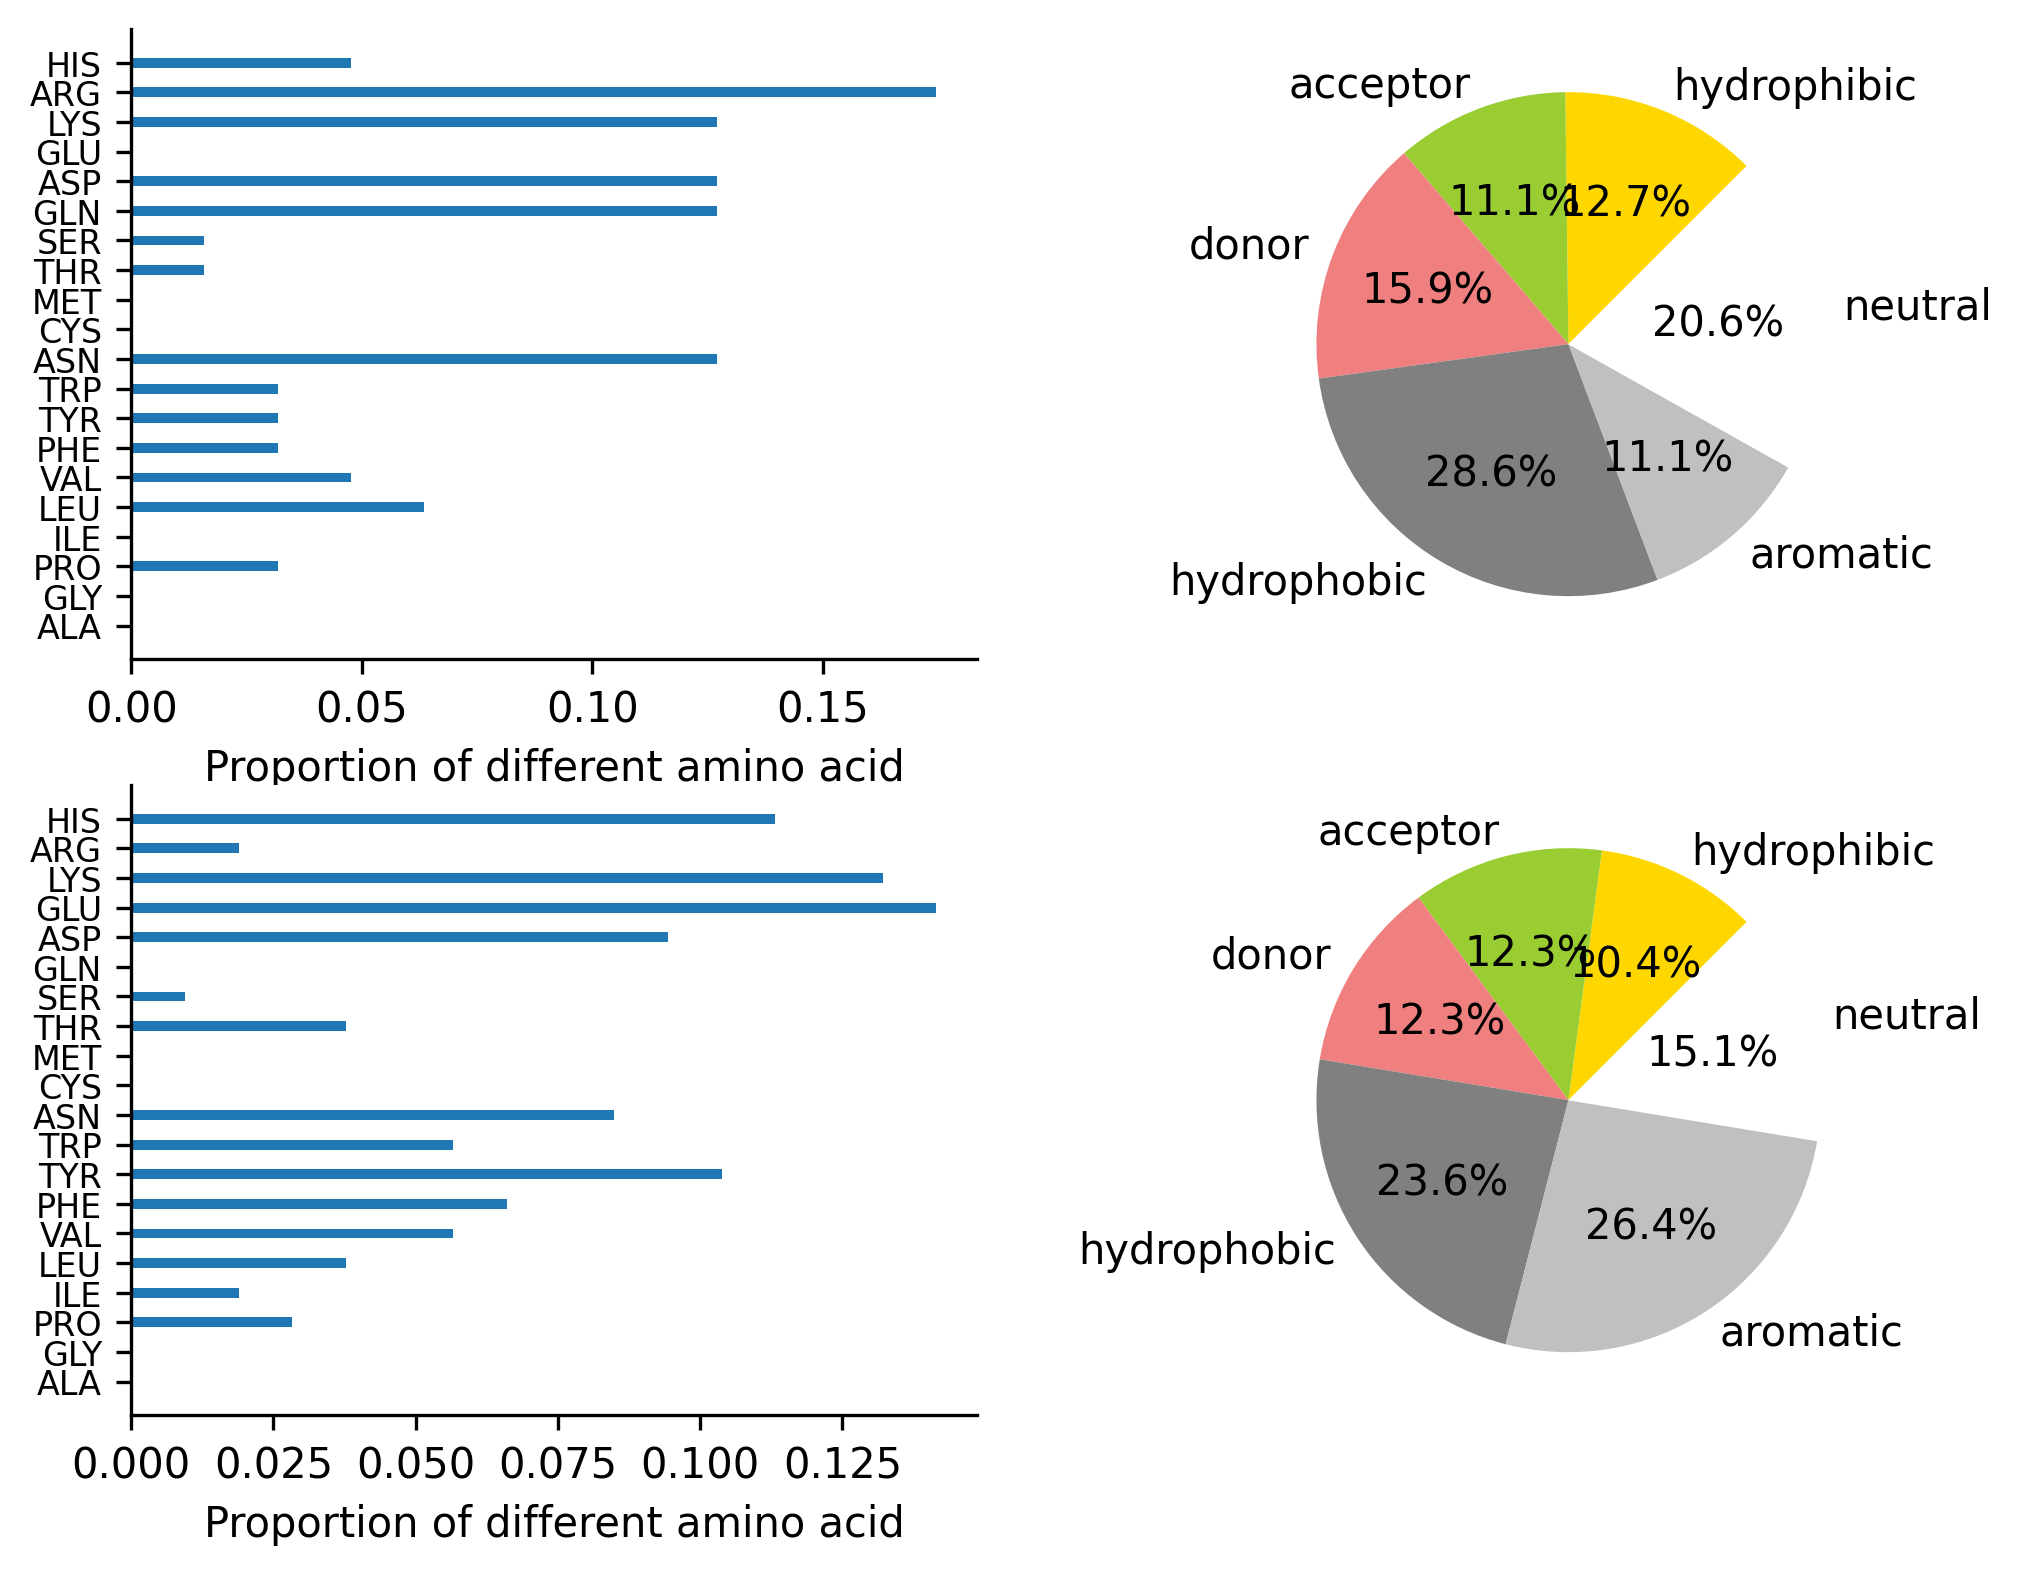 HIS
ARG
LYS
GLU
ASP
GLN
SER
THR
MET
CYS
ASN
TRP
TYR
PHE
VAL
LEU
ILE
PRO
GLY
ALA
0.00 0.05 0.10 0.15
Proportion of different amino acid
hydrophibic
12.7%
acceptor
11.1%
donor
15.9%
hydrophobic
28.6%
aromatic
11.1%
neutral
20.6%
HIS
ARG
LYS
GLU
ASP
GLN
SER
THR
MET
CYS
ASN
TRP
TYR
PHE
VAL
LEU
ILE
PRO
GLY
ALA
0.000 0.025 0.050 0.075 0.100 0.125
Proportion of different amino acid
hydrophibic
10.4%
acceptor
12.3%
donor
12.3%
hydrophobic
23.6%
aromatic
26.4%
neutral
15.1%